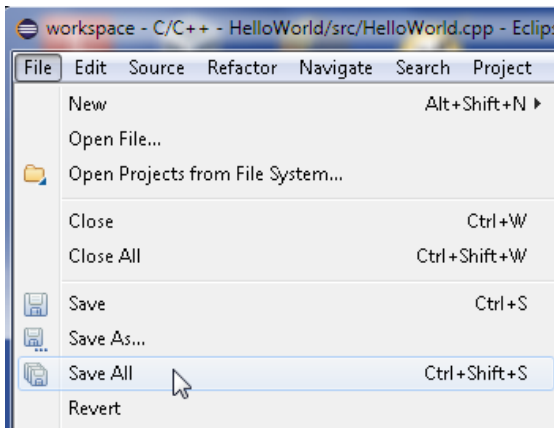 workspace - C/C++ - HelloWorld/src/HelloWorld.cpp - Eclips
File Edit Source Refactor Navigate Search Project
New Alt+Shift+N
Open File...
Open Projects from File System...
Close Ctrl+W
Close All Ctrl+Shift+W
Save Ctrl+S
Save As...
Save All Ctrl+Shift+S
Revert